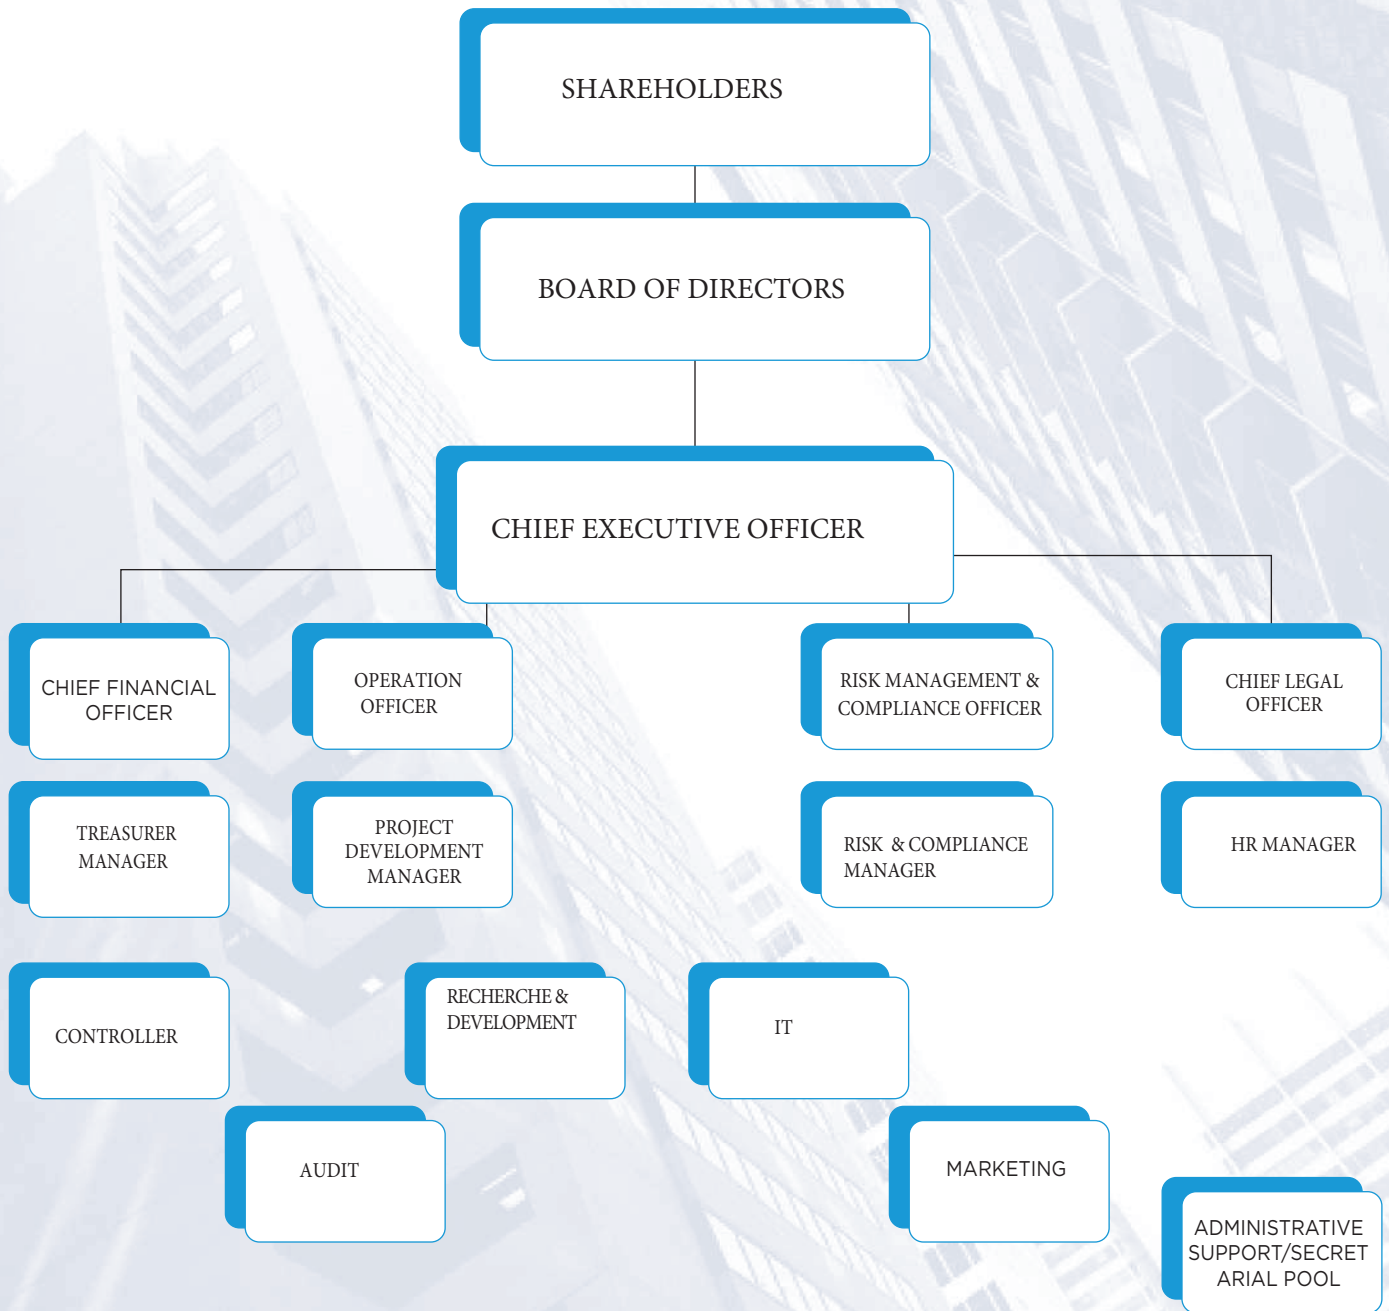 SHAREHOLDERS
BOARD OF DIRECTORS
CHIEF EXECUTIVE OFFICER
CHIEF FINANCIAL
OFFICER
OPERATION
OFFICER
RISK MANAGEMENT &
COMPLIANCE OFFICER
CHIEF LEGAL
OFFICER
TREASURER
MANAGER
PROJECT
DEVELOPMENT
MANAGER
RISK & COMPLIANCE
MANAGER
HR MANAGER
CONTROLLER
RECHERCHE &
DEVELOPMENT
IT
AUDIT
MARKETING
ADMINISTRATIVE
SUPPORT/SECRET
ARIAL POOL